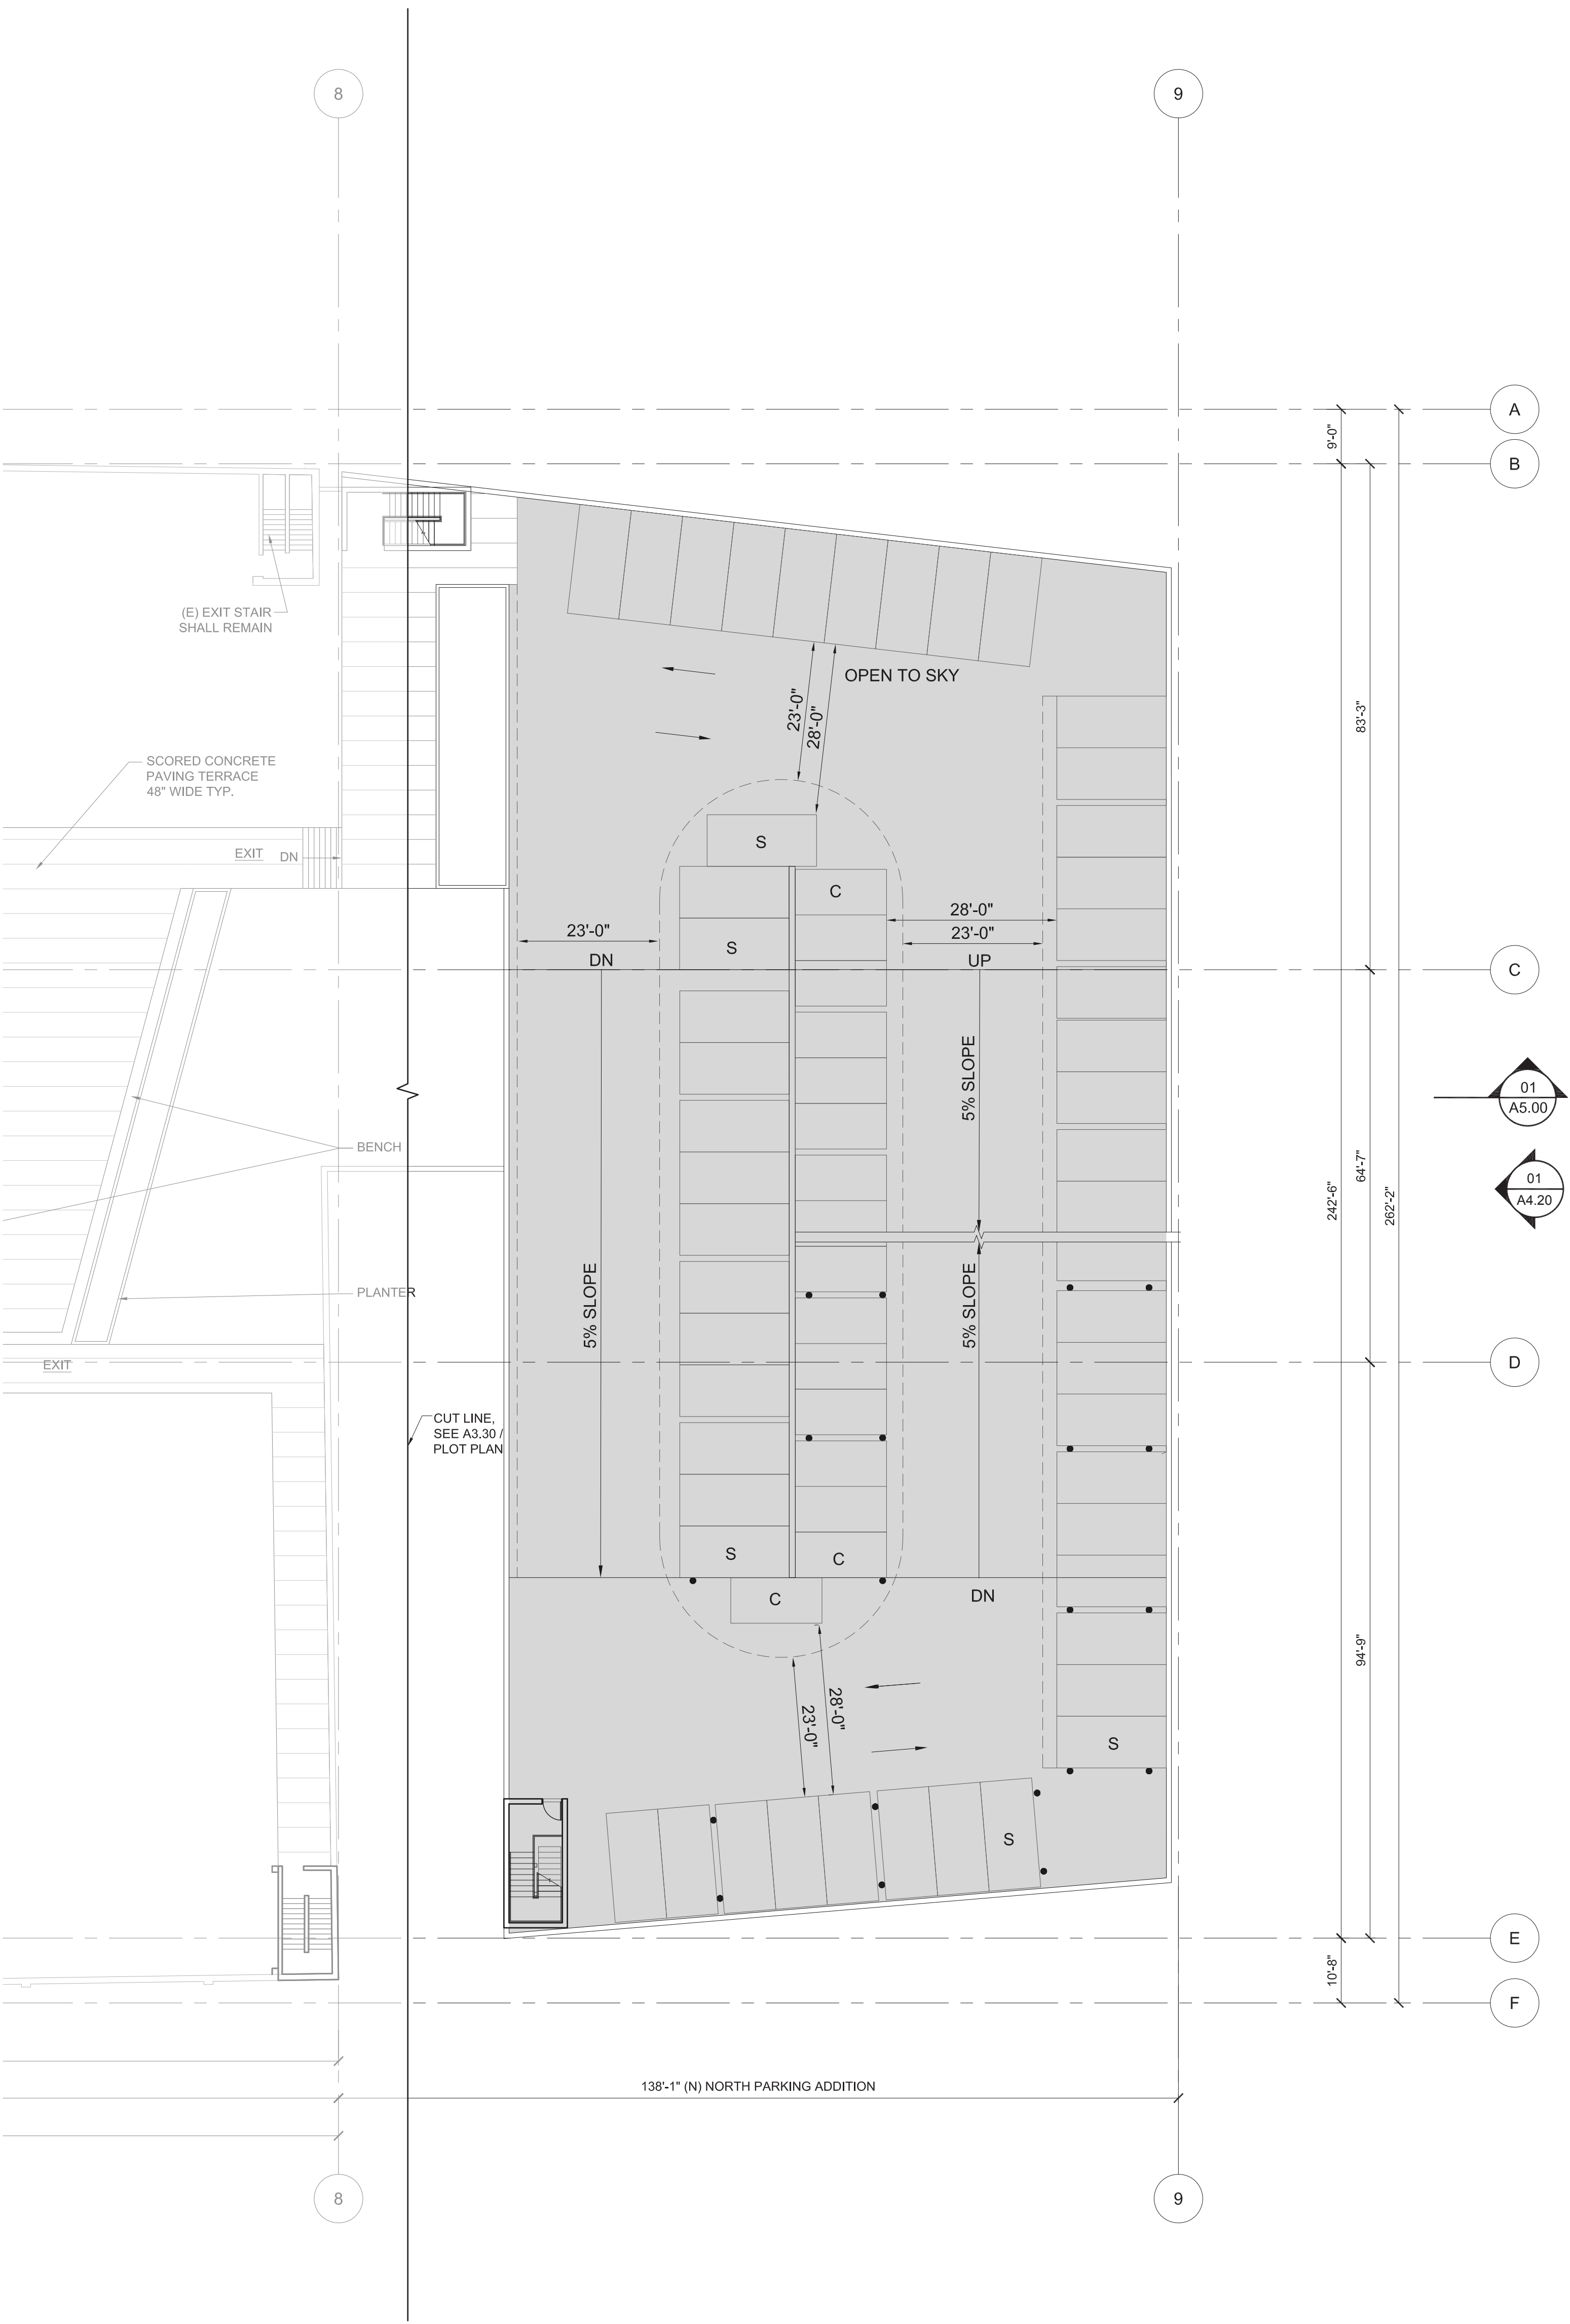 8
9
A
9'-0"
B
(E) EXIT STAIR
SHALL REMAIN
OPEN TO SKY
23'-0"
28'-0"
83'-3"
SCORED CONCRETE
PAVING TERRACE
48" WIDE TYP.
EXIT
DN
S
C
28'-0"
23'-0"
23'-0"
S
DN
UP
C
5% SLOPE
01
A5.00
BENCH
64'-7"
242'-6"
262'-2"
01
A4.20
PLANTER
5% SLOPE
5% SLOPE
EXIT
D
CUT LINE,
SEE A3.30 /
PLOT PLAN
S
C
C
DN
94'-9"
28'-0"
23'-0"
S
S
E
10'-8"
F
138'-1" (N) NORTH PARKING ADDITION
8
9